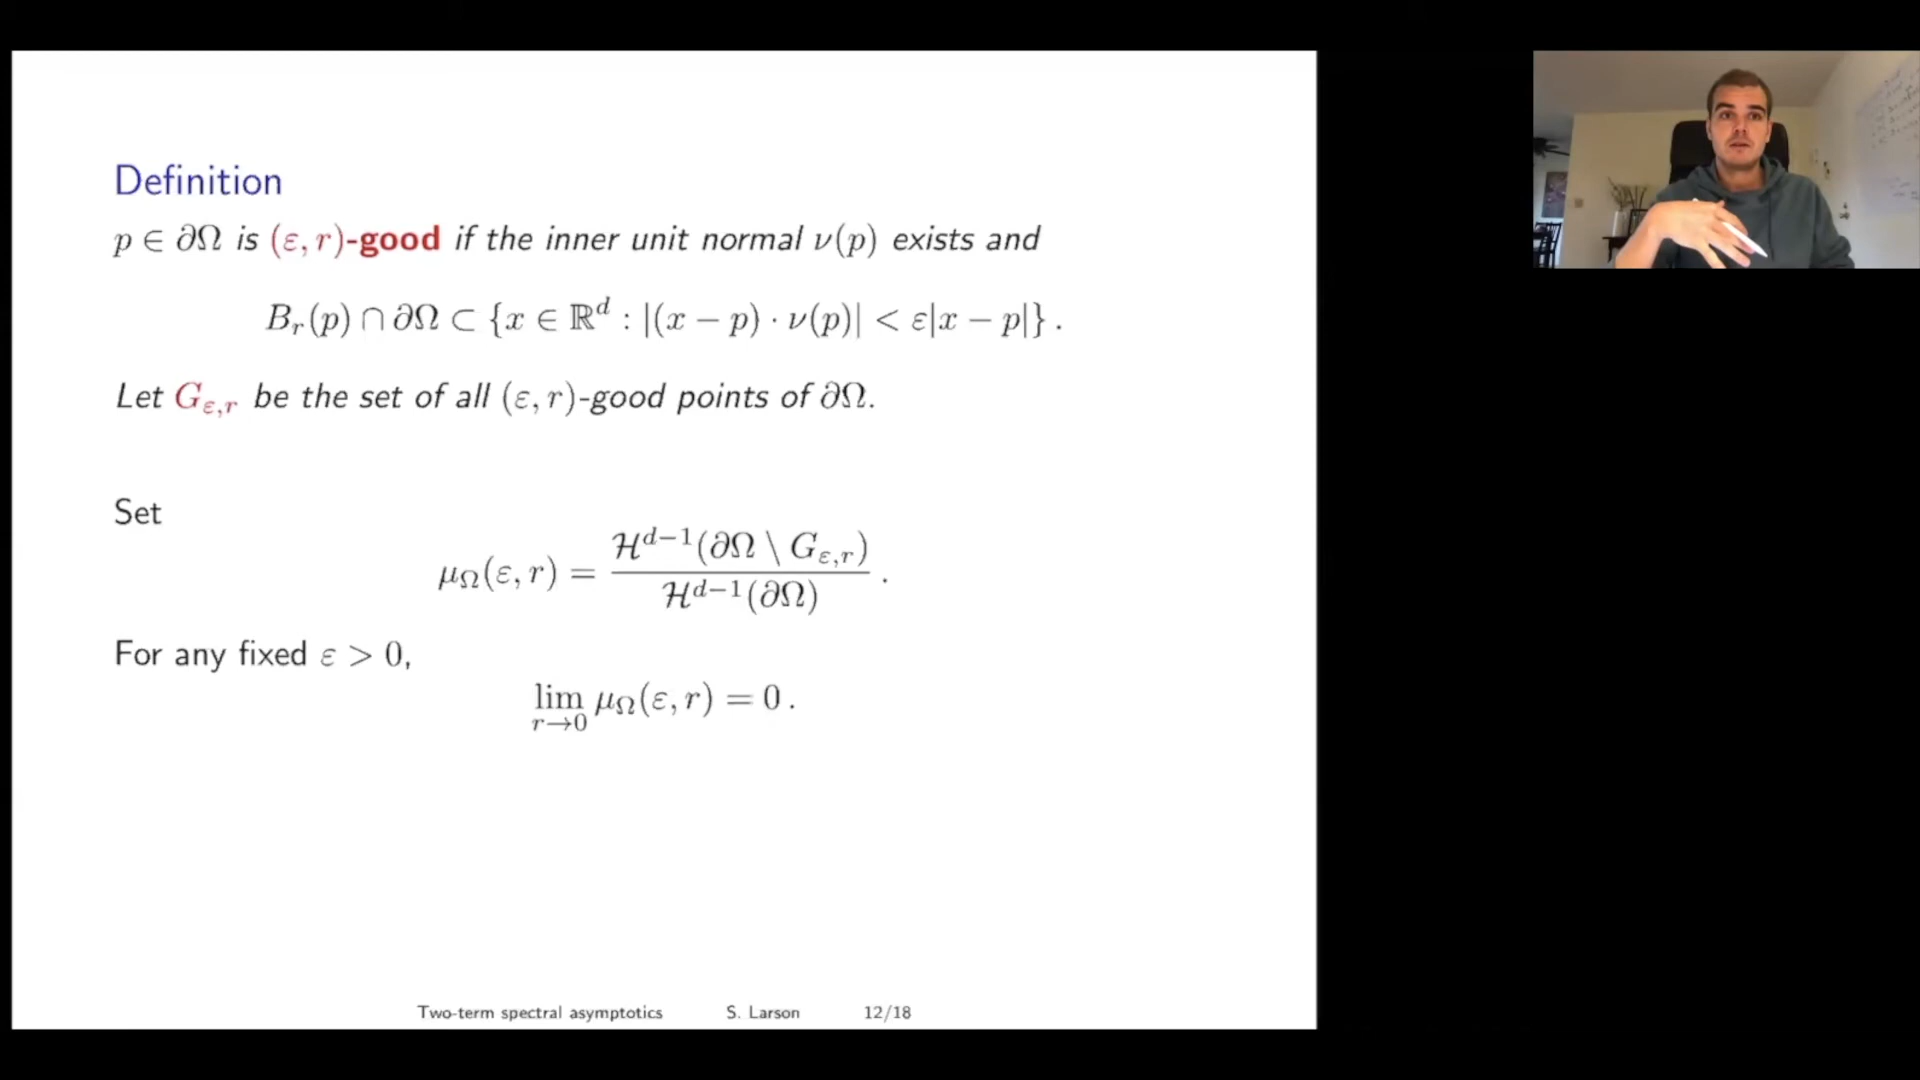 Definition
p ∈ ∂Ω is (ε, r)-good if the inner unit normal ν(p) exists and
B_r(p) ∩ ∂Ω ⊂ {x ∈ ℝ^d : |(x − p) · ν(p)| < ε|x − p|} .
Let G_{ε,r} be the set of all (ε, r)-good points of ∂Ω.
Set
μ_Ω(ε, r) = \frac{ℋ^{d−1}(∂Ω \ G_{ε,r})}{ℋ^{d−1}(∂Ω)} .
For any fixed ε > 0,
lim_{r→0} μ_Ω(ε, r) = 0 .
Two-term spectral asymptotics S. Larson 12/18